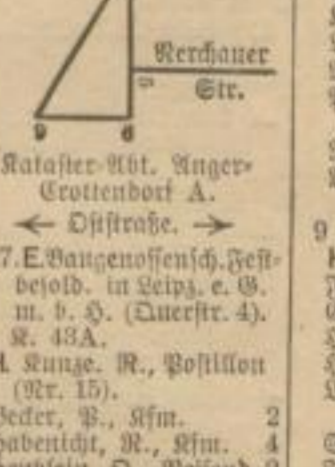 Nerchauer
Str.
9 6
Kataster-Abt. Anger-
Crottendorf A.
← Oststraße. →
7. E. Baugenossensch. Fest-
besold. in Leipz. e. G.
m. b. H. (Querstr. 4).
K. 43A.
Kunze, R., Postillon
(Nr. 15).
Becker, P., Kfm. 2
Habenicht, R., Kfm. 4
9